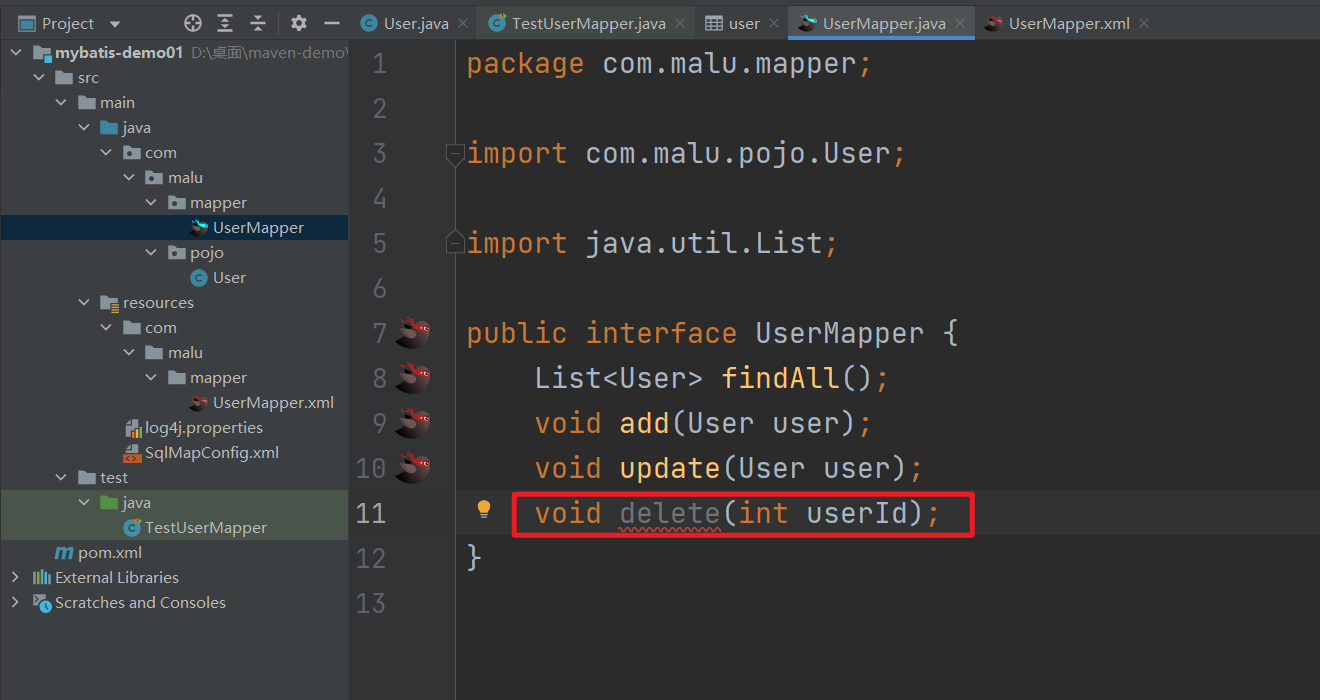 Project
User.java
TestUserMapper.java
user
UserMapper.java
UserMapper.xml
mybatis-demo01 D:\桌面\maven-demo\
src
main
java
com
malu
mapper
UserMapper
pojo
User
resources
com
malu
mapper
UserMapper.xml
log4j.properties
SqlMapConfig.xml
test
java
TestUserMapper
pom.xml
External Libraries
Scratches and Consoles
1 package com.malu.mapper;
2
3 import com.malu.pojo.User;
4
5 import java.util.List;
6
7 public interface UserMapper {
8 List<User> findAll();
9 void add(User user);
10 void update(User user);
11 void delete(int userId);
12 }
13